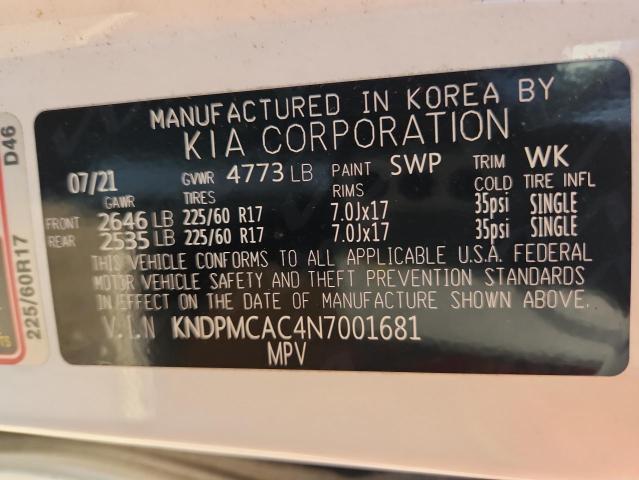 MANUFACTURED IN KOREA BY
KIA CORPORATION
07/21 GVWR 4773 LB PAINT SWP TRIM WK
GAWR TIRES RIMS COLD TIRE INFL
FRONT 2646 LB 225/60 R17 7.0Jx17 35psi SINGLE
REAR 2535 LB 225/60 R17 7.0Jx17 35psi SINGLE
THIS VEHICLE CONFORMS TO ALL APPLICABLE U.S.A. FEDERAL
MOTOR VEHICLE SAFETY AND THEFT PREVENTION STANDARDS
IN EFFECT ON THE DATE OF MANUFACTURE SHOWN ABOVE.
V.I.N KNDPMCAC4N7001681
MPV
225/60R17 D46